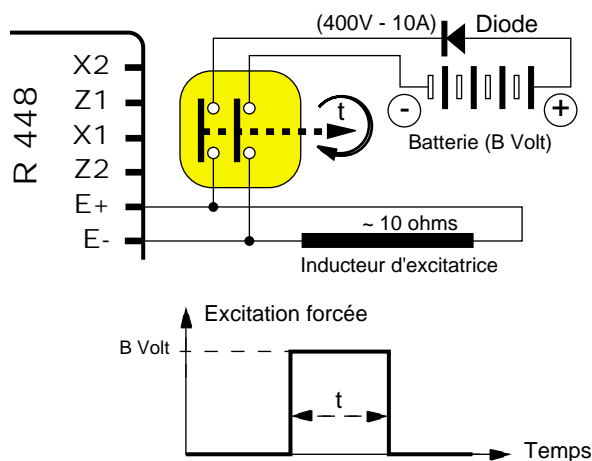 (400V - 10A) Diode
X2
Z1
X1
Z2
E+
E-
R 448
t
-
+
Batterie (B Volt)
~ 10 ohms
Inducteur d'excitatrice
Excitation forcée
B Volt
t
Temps